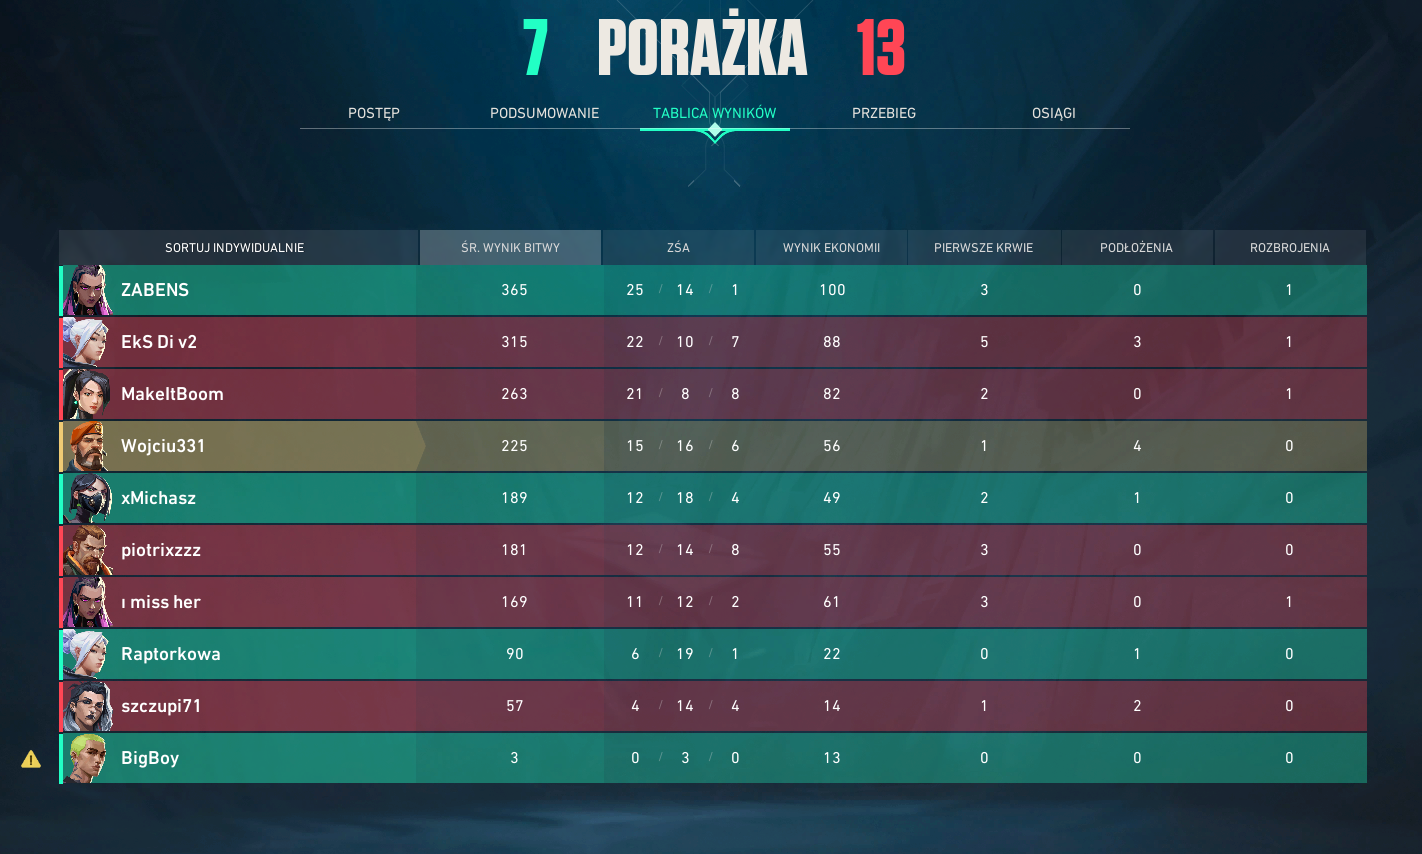 7 PORAŻKA 13
POSTĘP PODSUMOWANIE TABLICA WYNIKÓW PRZEBIEG OSIĄGI
SORTUJ INDYWIDUALNIE ŚR. WYNIK BITWY ZŚA WYNIK EKONOMII PIERWSZE KRWIE PODŁOŻENIA ROZBROJENIA
ZABENS 365 25 / 14 / 1 100 3 0 1
EkS Di v2 315 22 / 10 / 7 88 5 3 1
MakeItBoom 263 21 / 8 / 8 82 2 0 1
Wojciu331 225 15 / 16 / 6 56 1 4 0
xMichasz 189 12 / 18 / 4 49 2 1 0
piotrixzzz 181 12 / 14 / 8 55 3 0 0
ı miss her 169 11 / 12 / 2 61 3 0 1
Raptorkowa 90 6 / 19 / 1 22 0 1 0
szczupi71 57 4 / 14 / 4 14 1 2 0
BigBoy 3 0 / 3 / 0 13 0 0 0